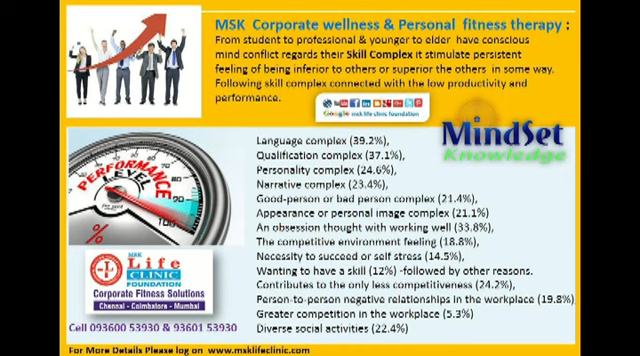 MSK Corporate wellness & Personal fitness therapy :
From student to professional & younger to elder have conscious
mind conflict regards their Skill Complex it stimulate persistent
feeling of being inferior to others or superior the others in some way.
Following skill complex connected with the low productivity and
performance.
Google msk life clinic foundation
MindSet
Knowledge
Language complex (39.2%),
Qualification complex (37.1%),
Personality complex (24.6%),
Narrative complex (23.4%),
Good-person or bad person complex (21.4%),
Appearance or personal image complex (21.1%)
An obsession thought with working well (33.8%),
The competitive environment feeling (18.8%),
Necessity to succeed or self stress (14.5%),
Wanting to have a skill (12%) -followed by other reasons.
Contributes to the only less competitiveness (24.2%),
Person-to-person negative relationships in the workplace (19.8%)
Greater competition in the workplace (5.3%)
Diverse social activities (22.4%)
PERFORMANCE
LEVEL
70
80
90
100
%
MSK
Life
CLINIC
FOUNDATION
Corporate Fitness Solutions
Chennai - Coimbalore - Mumbai
Cell 093600 53930 & 93601 53930
For More Details Please log on www.msklifeclinic.com